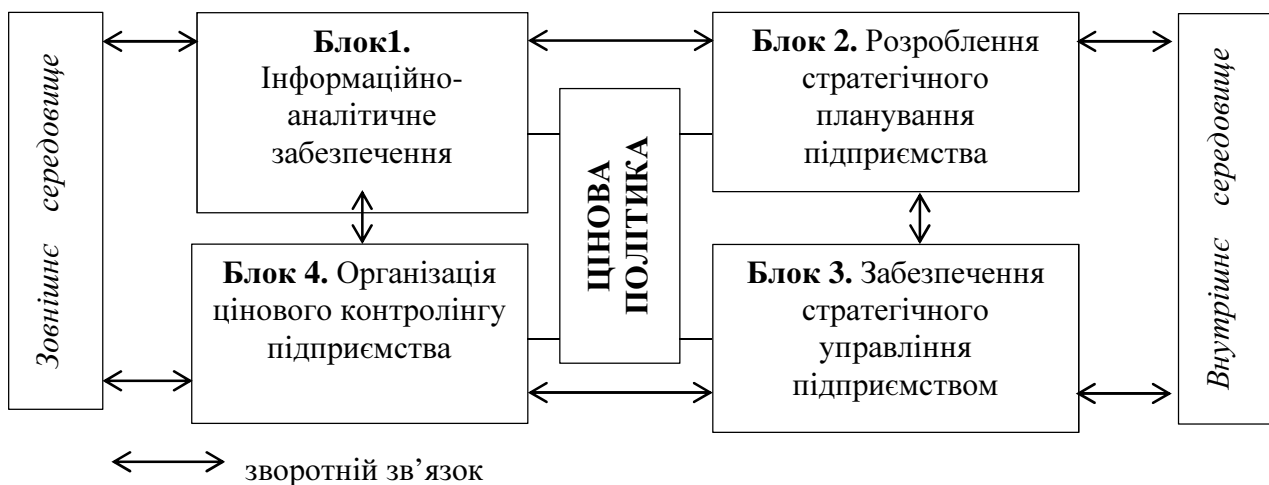 Зовнішнє середовище
Блок1.
Інформаційно-
аналітичне
забезпечення
Блок 2. Розроблення
стратегічного
планування
підприємства
ЦІНОВА
ПОЛІТИКА
Блок 4. Організація
цінового контролінгу
підприємства
Блок 3. Забезпечення
стратегічного
управління
підприємством
Внутрішнє середовище
зворотній зв’язок